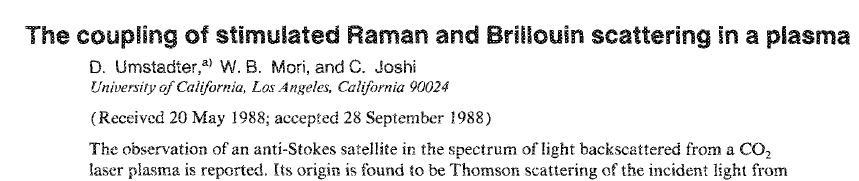 The coupling of stimulated Raman and Brillouin scattering in a plasma
D. Umstadter,a) W. B. Mori, and C. Joshi
University of California, Los Angeles, California 90024
(Received 20 May 1988; accepted 28 September 1988)
The observation of an anti-Stokes satellite in the spectrum of light backscattered from a CO2
laser plasma is reported. Its origin is found to be Thomson scattering of the incident light from